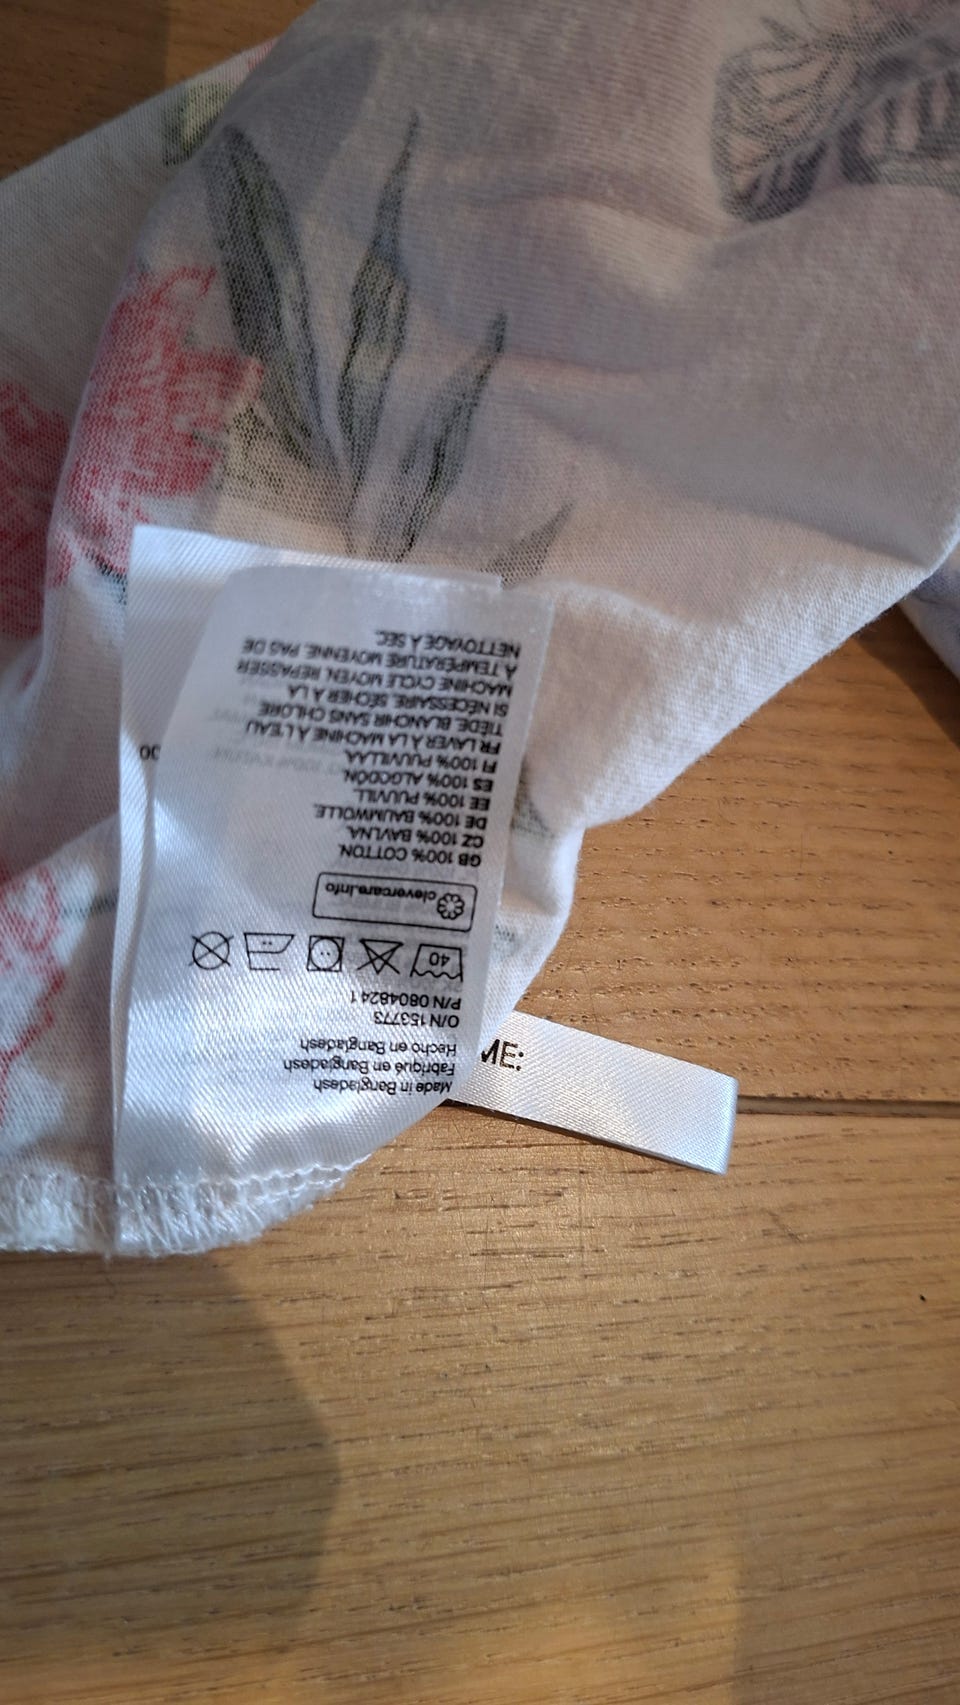 Made in Bangladesh
Fabriqué en Bangladesh
Hecho en Bangladesh
O/N 153773
P/N 08048241
40
clevercare.info
GB 100% COTTON.
CZ 100% BAVLNA.
DE 100% BAUMWOLLE.
EE 100% PUUVILL.
ES 100% ALGODÓN.
FI 100% PUUVILLAA.
FR LAVER À LA MACHINE À L'EAU
TIÈDE. BLANCHIR SANS CHLORE
SI NÉCESSAIRE. SÉCHER À LA
MACHINE CYCLE MOYEN. REPASSER
À TEMPÉRATURE MOYENNE. PAS DE
NETTOYAGE À SEC.
ME: